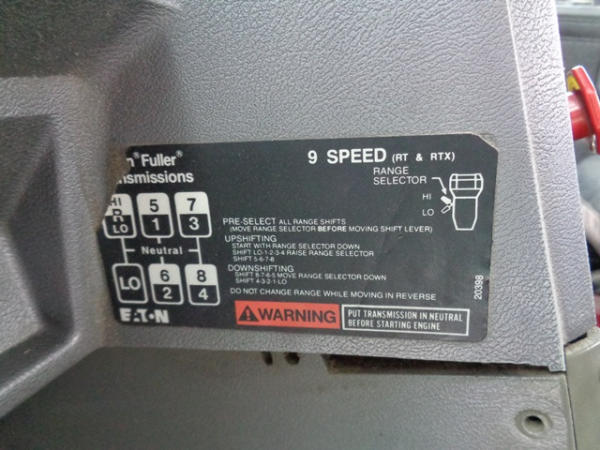 n® Fuller®
nsmissions
9 SPEED (RT & RTX)
RANGE
SELECTOR
HI
LO
HI
R
LO
5
1
7
3
Neutral
LO
6
2
8
4
EATON
PRE-SELECT ALL RANGE SHIFTS
(MOVE RANGE SELECTOR BEFORE MOVING SHIFT LEVER)
UPSHIFTING
START WITH RANGE SELECTOR DOWN
SHIFT LO-1-2-3-4 RAISE RANGE SELECTOR
SHIFT 5-6-7-8
DOWNSHIFTING
SHIFT 8-7-6-5 MOVE RANGE SELECTOR DOWN
SHIFT 4-3-2-1-LO
DO NOT CHANGE RANGE WHILE MOVING IN REVERSE
WARNING
PUT TRANSMISSION IN NEUTRAL
BEFORE STARTING ENGINE
20398